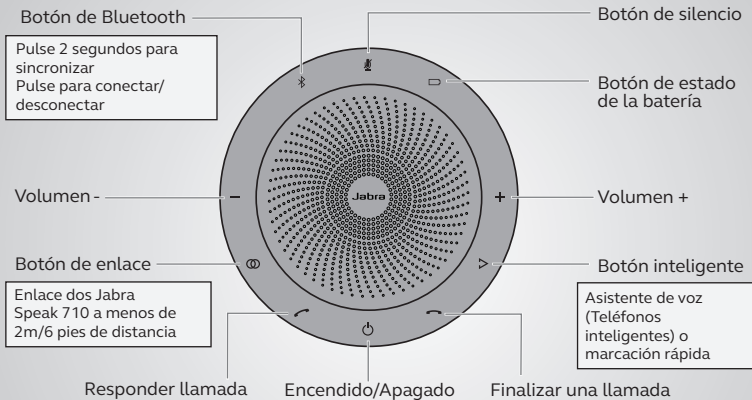 Botón de Bluetooth
Pulse 2 segundos para
sincronizar
Pulse para conectar/
desconectar
Botón de silencio
Botón de estado
de la batería
Volumen -
Jabra
Volumen +
Botón de enlace
Enlace dos Jabra
Speak 710 a menos de
2m/6 pies de distancia
Botón inteligente
Asistente de voz
(Teléfonos
inteligentes) o
marcación rápida
Responder llamada
Encendido/Apagado
Finalizar una llamada